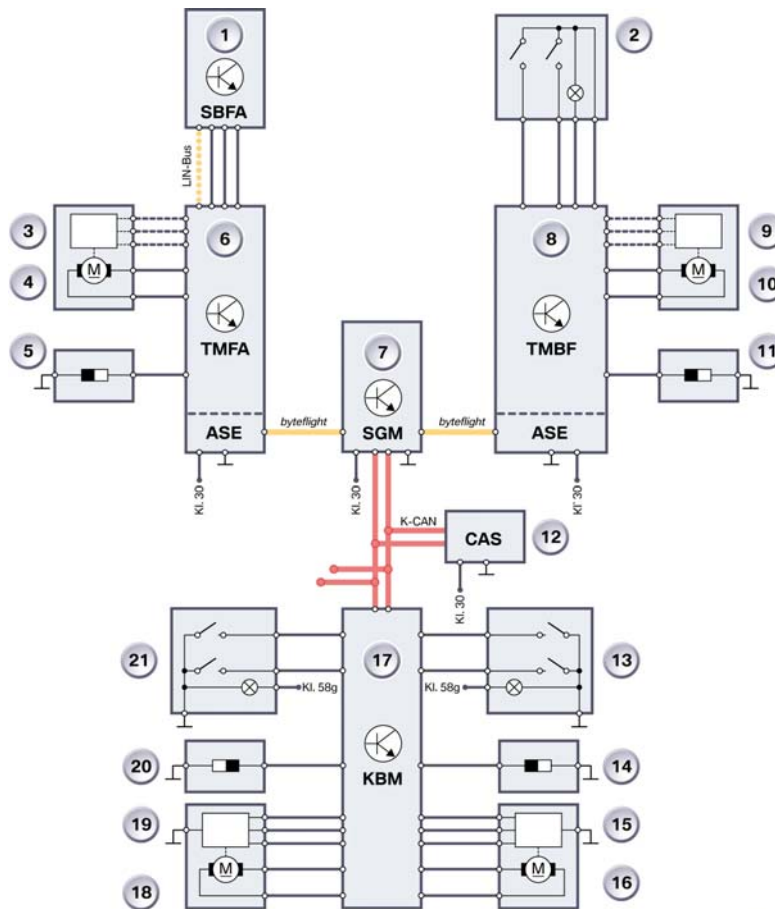 1
2
SBFA
LIN-Bus
3
6
8
9
M
M
4
10
TMFA
TMBF
5
7
11
byteflight
byteflight
ASE
SGM
ASE
Kl. 30
Kl. 30
Kl' 30
K-CAN
CAS
12
Kl. 30
21
17
13
Kl. 58g
Kl. 58g
20
14
KBM
19
15
M
M
18
16